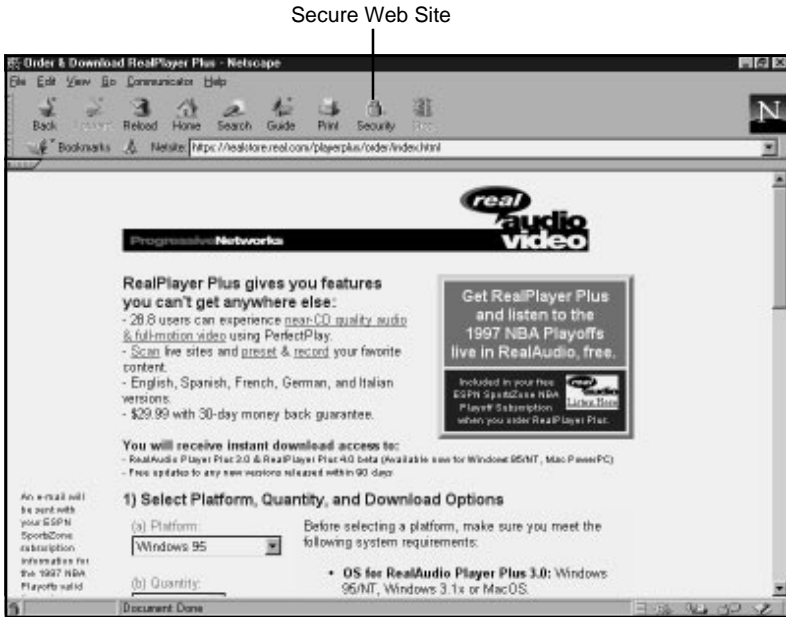 Secure Web Site
Order & Download RealPlayer Plus - Netscape
File Edit View Go Communicator Help
Back Reload Home Search Guide Print Security
Bookmarks Netsite: https://realstore.real.com/playerplus/order/index.html
real
audio
video
ProgressiveNetworks
RealPlayer Plus gives you features
you can't get anywhere else:
- 28.8 users can experience near-CD quality audio
& full-motion video using PerfectPlay.
- Scan live sites and preset & record your favorite
content.
- English, Spanish, French, German, and Italian
versions.
- $29.99 with 30-day money back guarantee.
Get RealPlayer Plus
and listen to the
1997 NBA Playoffs
live in RealAudio, free.
Included in your free
ESPN SportsZone NBA
Playoff Subscription
when you order RealPlayer Plus.
Listen Here
You will receive instant download access to:
- RealAudio Player Plus 3.0 & RealPlayer Plus 4.0 beta (Available now for Windows 95/NT, Mac PowerPC)
- Free updates to any new versions released within 90 days
An e-mail will
be sent with
your ESPN
SportsZone
subscription
information for
the 1997 NBA
Playoffs valid
1) Select Platform, Quantity, and Download Options
(a) Platform:
Windows 95
(b) Quantity:
Before selecting a platform, make sure you meet the
following system requirements:
• OS for RealAudio Player Plus 3.0: Windows
95/NT, Windows 3.1x or MacOS.
Document Done
N